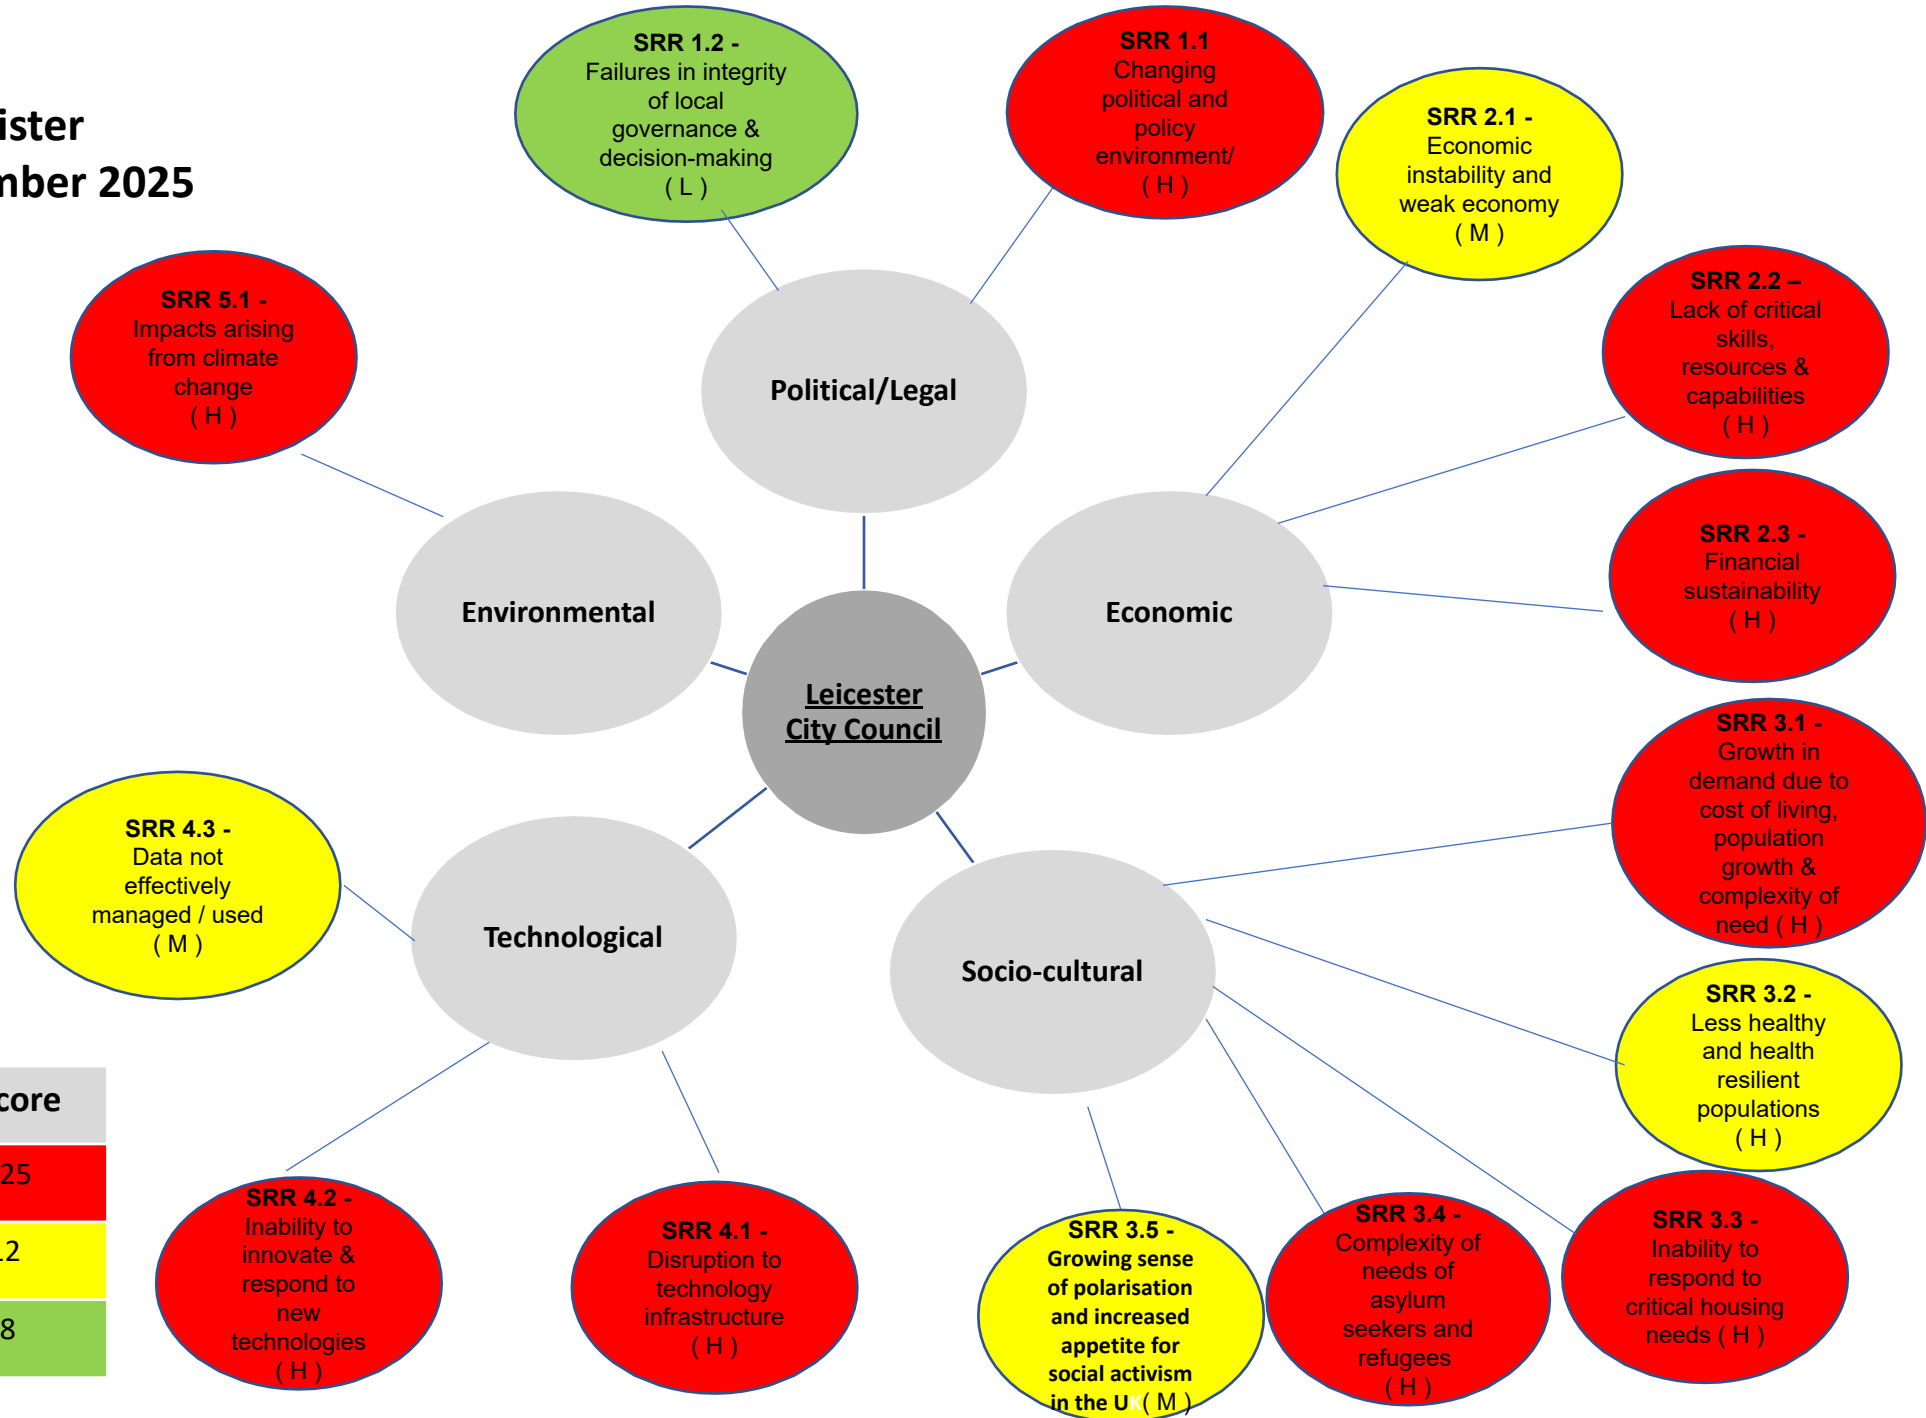 ister
mber 2025
SRR 1.2 -
Failures in integrity
of local
governance &
decision-making
( L )
SRR 1.1
Changing
political and
policy
environment/
( H )
SRR 2.1 -
Economic
instability and
weak economy
( M )
SRR 2.2 –
Lack of critical
skills,
resources &
capabilities
( H )
SRR 5.1 -
Impacts arising
from climate
change
( H )
Political/Legal
SRR 2.3 -
Financial
sustainability
( H )
Environmental
Economic
Leicester
City Council
SRR 3.1 -
Growth in
demand due to
cost of living,
population
growth &
complexity of
need ( H )
SRR 4.3 -
Data not
effectively
managed / used
( M )
Technological
Socio-cultural
SRR 3.2 -
Less healthy
and health
resilient
populations
( H )
core
25
.2
8
SRR 4.2 -
Inability to
innovate &
respond to
new
technologies
( H )
SRR 4.1 -
Disruption to
technology
infrastructure
( H )
SRR 3.5 -
Growing sense
of polarisation
and increased
appetite for
social activism
in the UK( M )
SRR 3.4 -
Complexity of
needs of
asylum
seekers and
refugees
( H )
SRR 3.3 -
Inability to
respond to
critical housing
needs ( H )